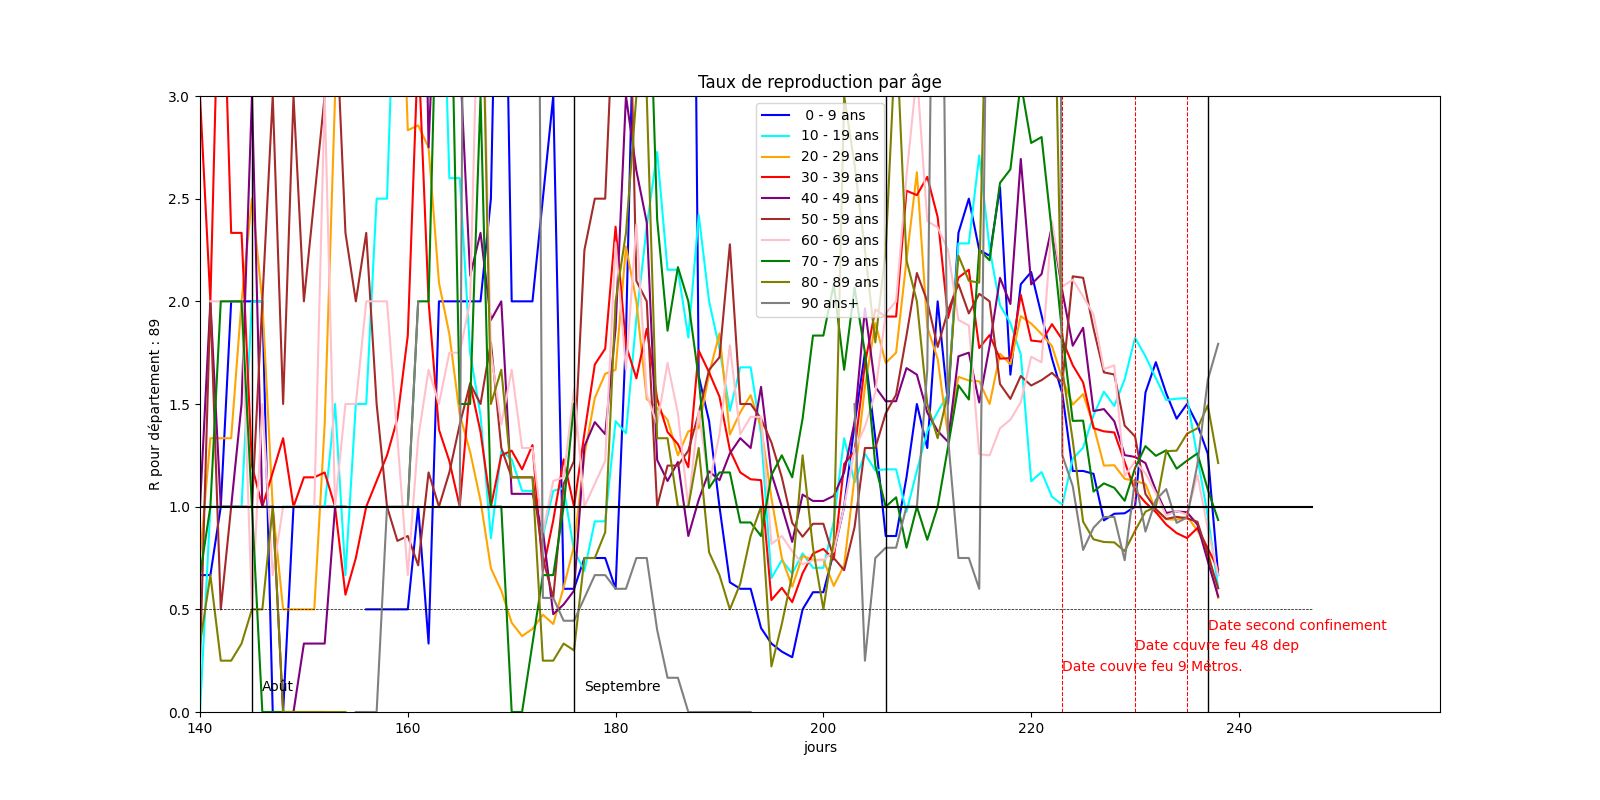 Taux de reproduction par âge
R pour département : 89
3.0
2.5
2.0
1.5
1.0
0.5
0.0
0 - 9 ans
10 - 19 ans
20 - 29 ans
30 - 39 ans
40 - 49 ans
50 - 59 ans
60 - 69 ans
70 - 79 ans
80 - 89 ans
90 ans+
Date second confinement
Date couvre feu 48 dep
Date couvre feu 9 Métros.
Août
Septembre
140
160
180
200
220
240
jours